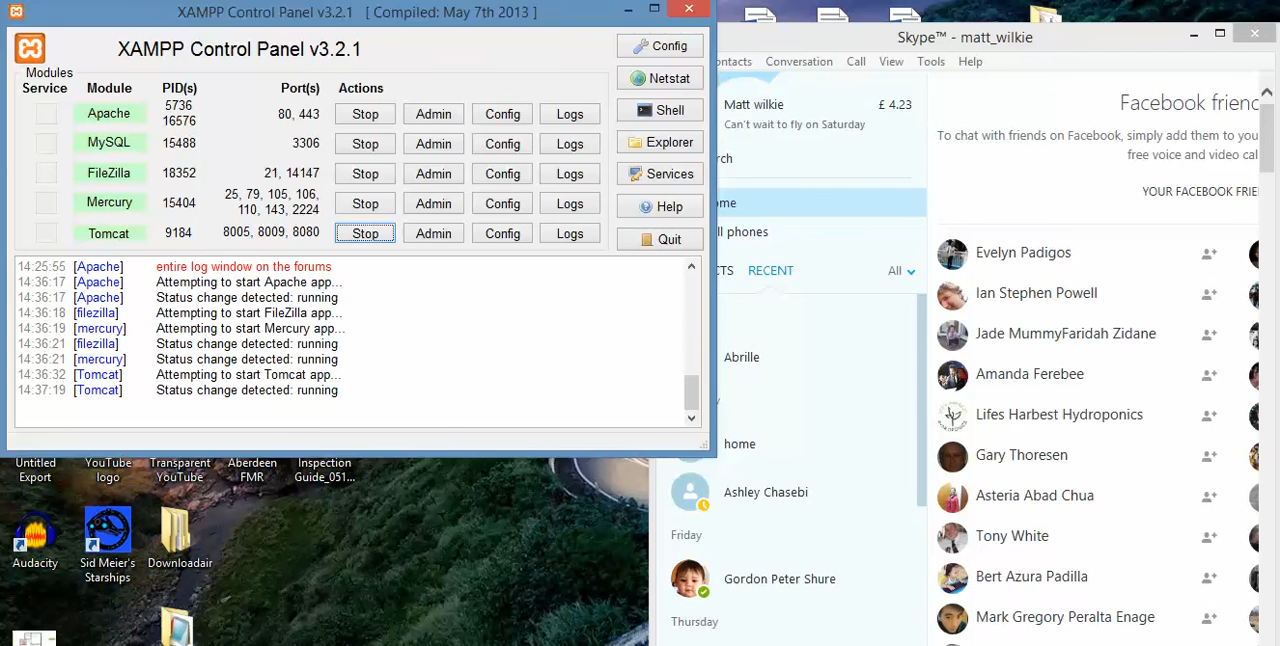 XAMPP Control Panel v3.2.1 [ Compiled: May 7th 2013 ]
XAMPP Control Panel v3.2.1
Config
Modules
Service Module PID(s) Port(s) Actions
Netstat
Apache 5736 16576 80, 443 Stop Admin Config Logs
Shell
MySQL 15488 3306 Stop Admin Config Logs
Explorer
FileZilla 18352 21, 14147 Stop Admin Config Logs
Services
Mercury 15404 25, 79, 105, 106, 110, 143, 2224 Stop Admin Config Logs
Help
Tomcat 9184 8005, 8009, 8080 Stop Admin Config Logs
Quit
14:25:55 [Apache] entire log window on the forums
14:36:17 [Apache] Attempting to start Apache app...
14:36:17 [Apache] Status change detected: running
14:36:18 [filezilla] Attempting to start FileZilla app...
14:36:19 [mercury] Attempting to start Mercury app...
14:36:21 [filezilla] Status change detected: running
14:36:21 [mercury] Status change detected: running
14:36:32 [Tomcat] Attempting to start Tomcat app...
14:37:19 [Tomcat] Status change detected: running
Untitled Export
YouTube logo
Transparent YouTube
Aberdeen FMR
Inspection Guide_051...
Audacity
Sid Meier's Starships
Downloadair
Skype™ - matt_wilkie
ontacts Conversation Call View Tools Help
Matt wilkie £ 4.23
Can't wait to fly on Saturday
rch
ome
ll phones
CTS RECENT All
Abrille
home
Ashley Chasebi
Friday
Gordon Peter Shure
Thursday
Facebook frienc
To chat with friends on Facebook, simply add them to you
free voice and video cal
YOUR FACEBOOK FRIE
Evelyn Padigos
Ian Stephen Powell
Jade MummyFaridah Zidane
Amanda Ferebee
Lifes Harbest Hydroponics
Gary Thoresen
Asteria Abad Chua
Tony White
Bert Azura Padilla
Mark Gregory Peralta Enage